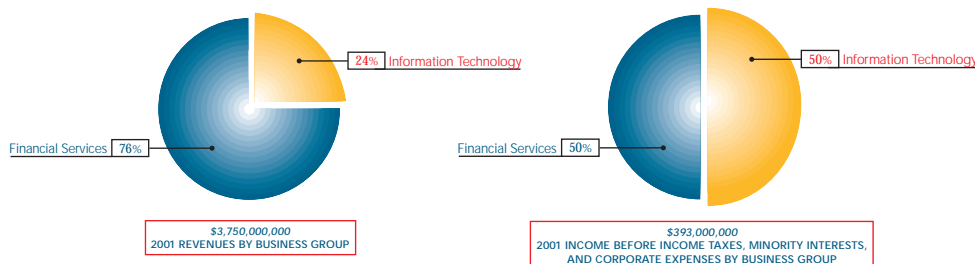 24% Information Technology
Financial Services 76%
$3,750,000,000
2001 REVENUES BY BUSINESS GROUP
50% Information Technology
Financial Services 50%
$393,000,000
2001 INCOME BEFORE INCOME TAXES, MINORITY INTERESTS,
AND CORPORATE EXPENSES BY BUSINESS GROUP